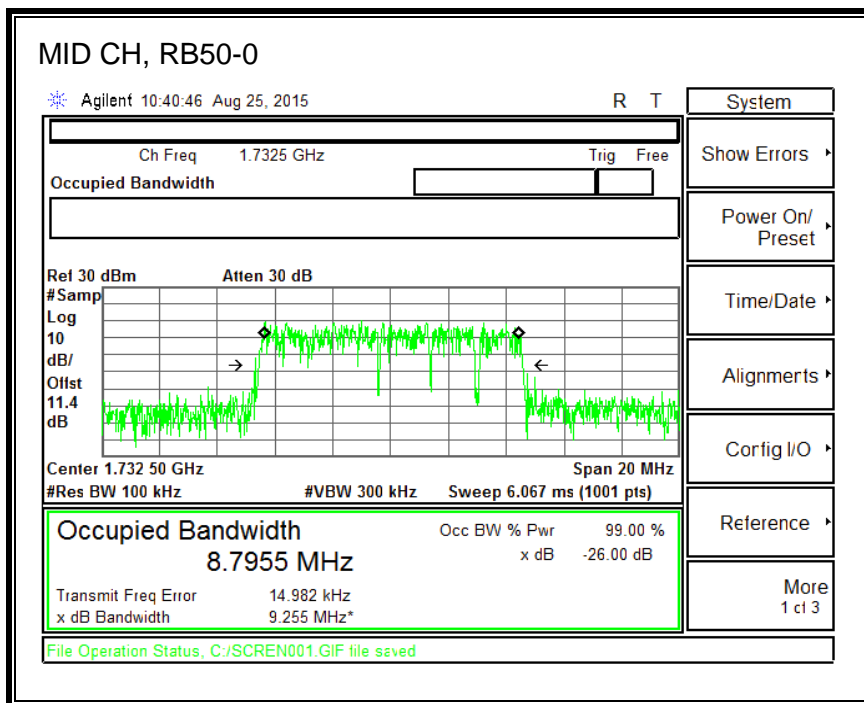 MID CH, RB50-0
Agilent 10:40:46 Aug 25, 2015 R T
System
Ch Freq 1.7325 GHz Trig Free
Show Errors
Occupied Bandwidth
Power On/
Preset
Ref 30 dBm Atten 30 dB
#Samp
Log
10
dB/
Offst
11.4
dB
Time/Date
Alignments
Config I/O
Center 1.732 50 GHz Span 20 MHz
#Res BW 100 kHz #VBW 300 kHz Sweep 6.067 ms (1001 pts)
Occupied Bandwidth Occ BW % Pwr 99.00 %
8.7955 MHz x dB -26.00 dB
Reference
Transmit Freq Error 14.982 kHz
x dB Bandwidth 9.255 MHz*
More
1 of 3
File Operation Status, C:/SCREN001.GIF file saved